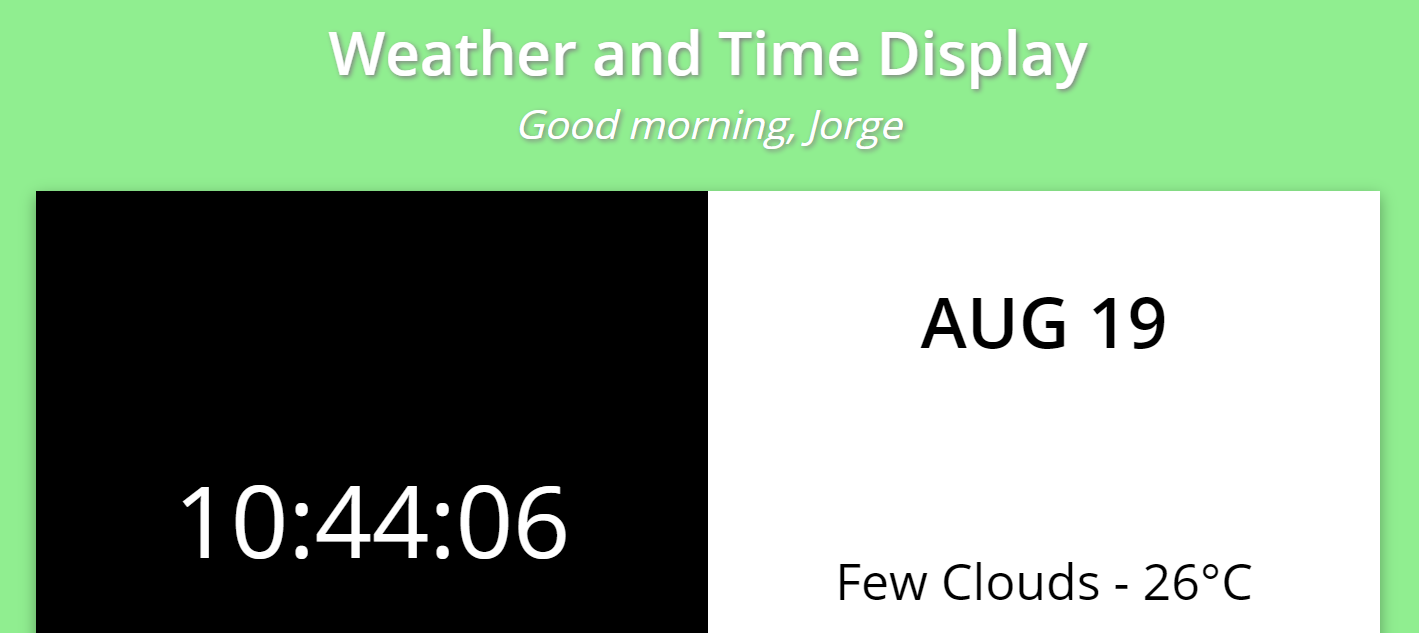 Weather and Time Display
Good morning, Jorge
10:44:06
AUG 19
Few Clouds - 26°C